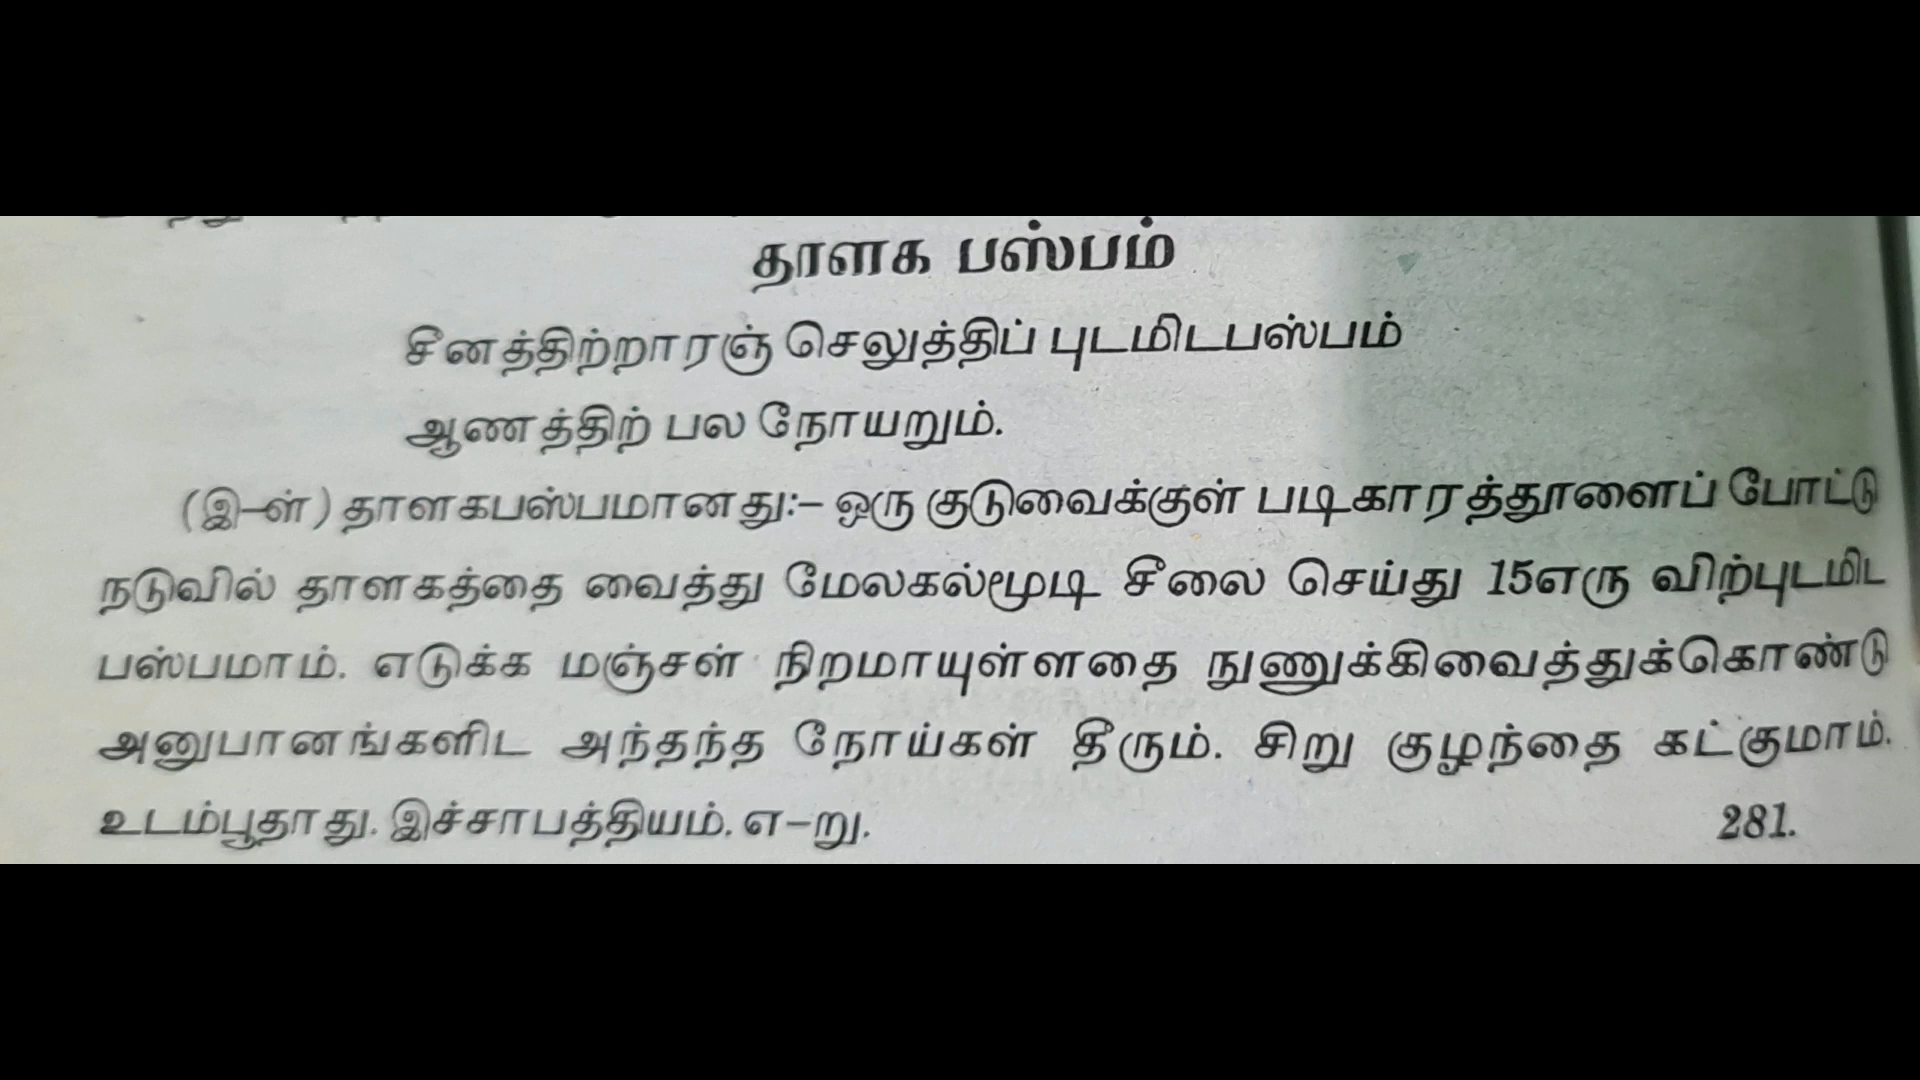 தாளக பஸ்பம்
சீனத்திற்றாரஞ் செலுத்திப் புடமிடபஸ்பம்
ஆணத்திற் பல நோயறும்.
(இ-ள்) தாளகபஸ்பமானது:- ஒரு குடுவைக்குள் படிகாரத்தூளைப் போட்டு
நடுவில் தாளகத்தை வைத்து மேலகல்மூடி சீலை செய்து 15எரு விற்புடமிட
பஸ்பமாம். எடுக்க மஞ்சள் நிறமாயுள்ளதை நுணுக்கிவைத்துக்கொண்டு
அனுபானங்களிட அந்தந்த நோய்கள் தீரும். சிறு குழந்தை கட்குமாம்.
உடம்பூதாது. இச்சாபத்தியம். எ-று. 281.